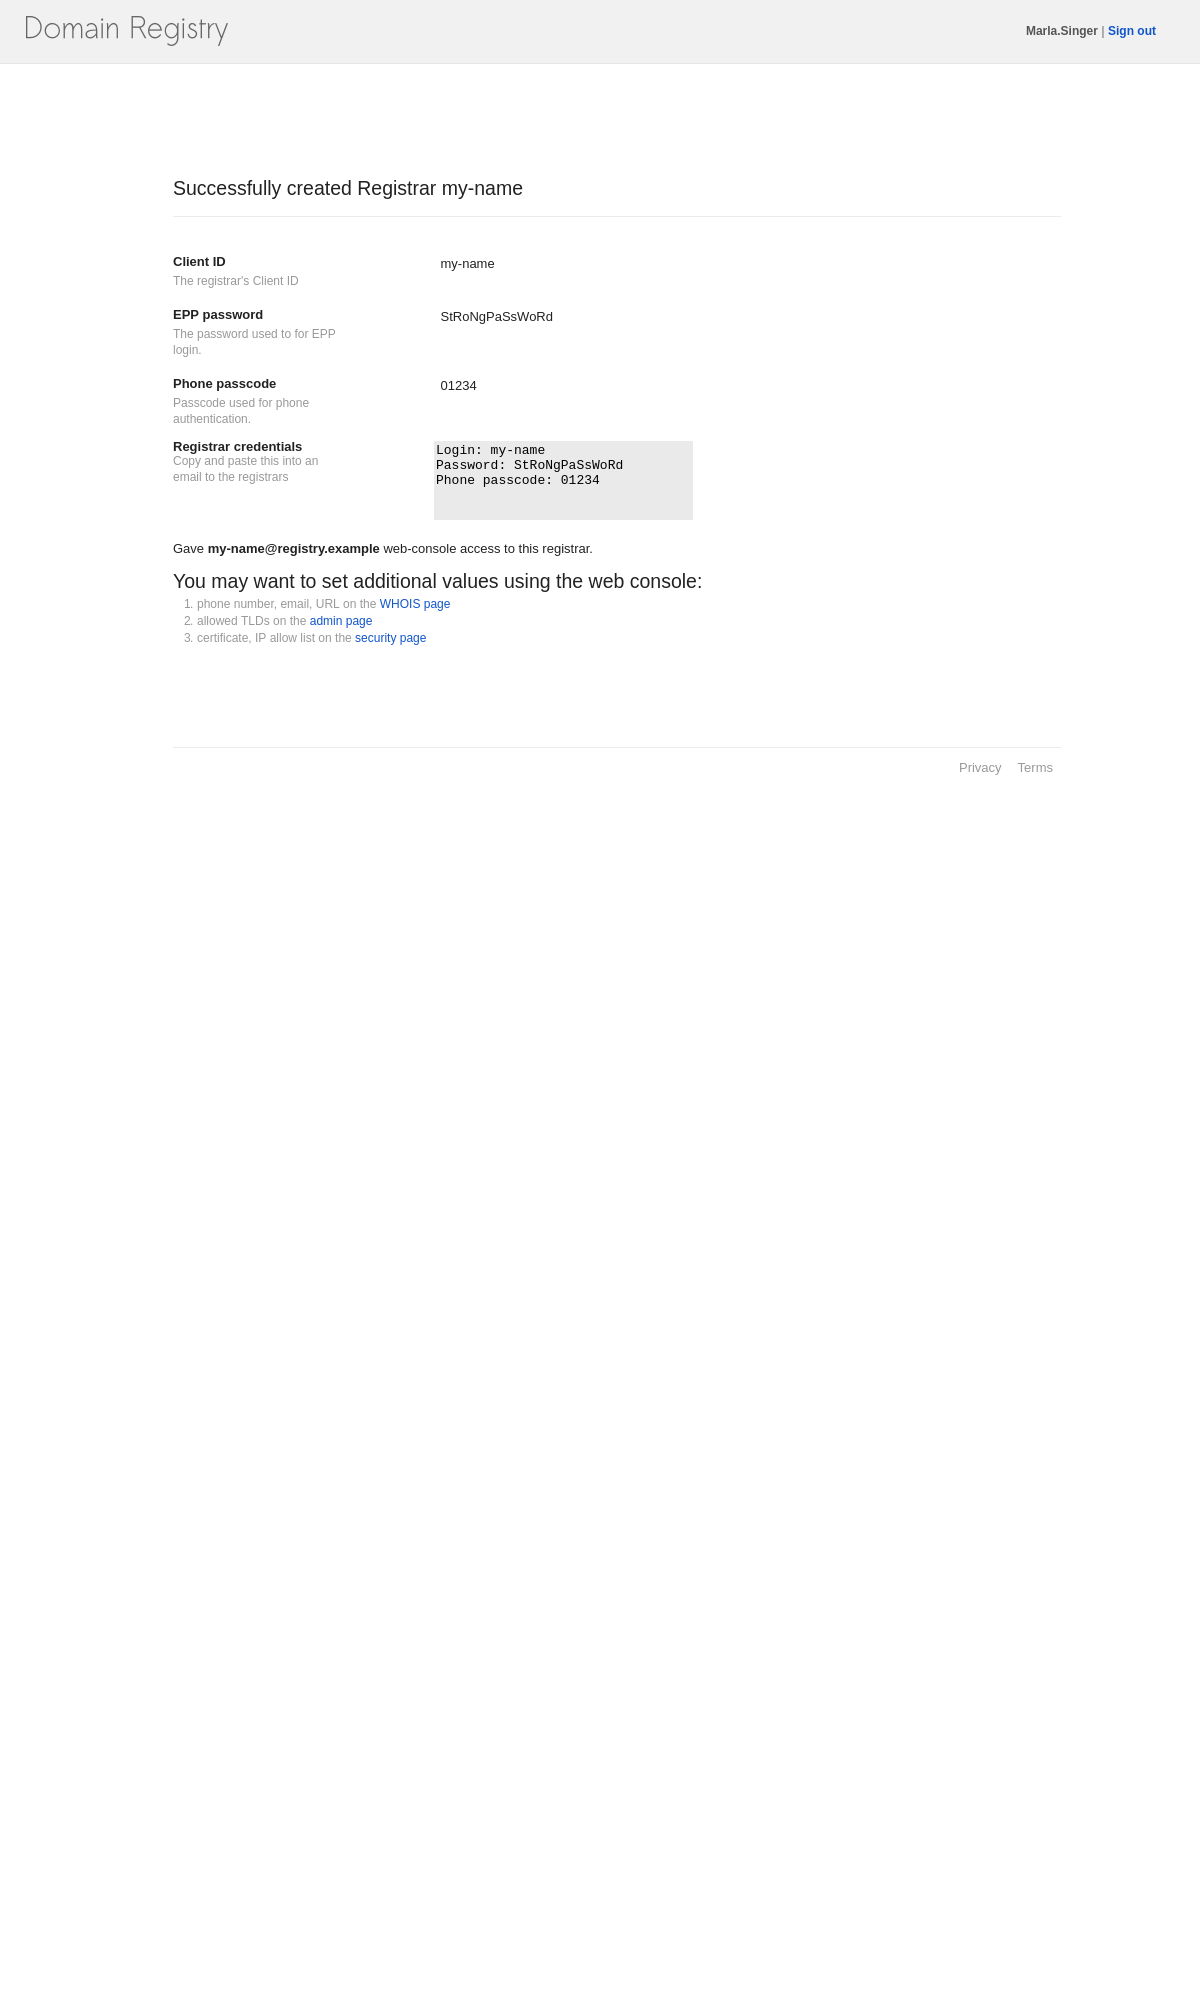 Domain Registry
Marla.Singer | Sign out
Successfully created Registrar my-name
Client ID
The registrar's Client ID
my-name
EPP password
The password used to for EPP
login.
StRoNgPaSsWoRd
Phone passcode
Passcode used for phone
authentication.
01234
Registrar credentials
Copy and paste this into an
email to the registrars
Login: my-name
Password: StRoNgPaSsWoRd
Phone passcode: 01234
Gave my-name@registry.example web-console access to this registrar.
You may want to set additional values using the web console:
1. phone number, email, URL on the WHOIS page
2. allowed TLDs on the admin page
3. certificate, IP allow list on the security page
Privacy Terms